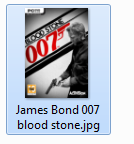 BLOOD STONE
007
ACTIVISION
James Bond 007
blood stone.jpg